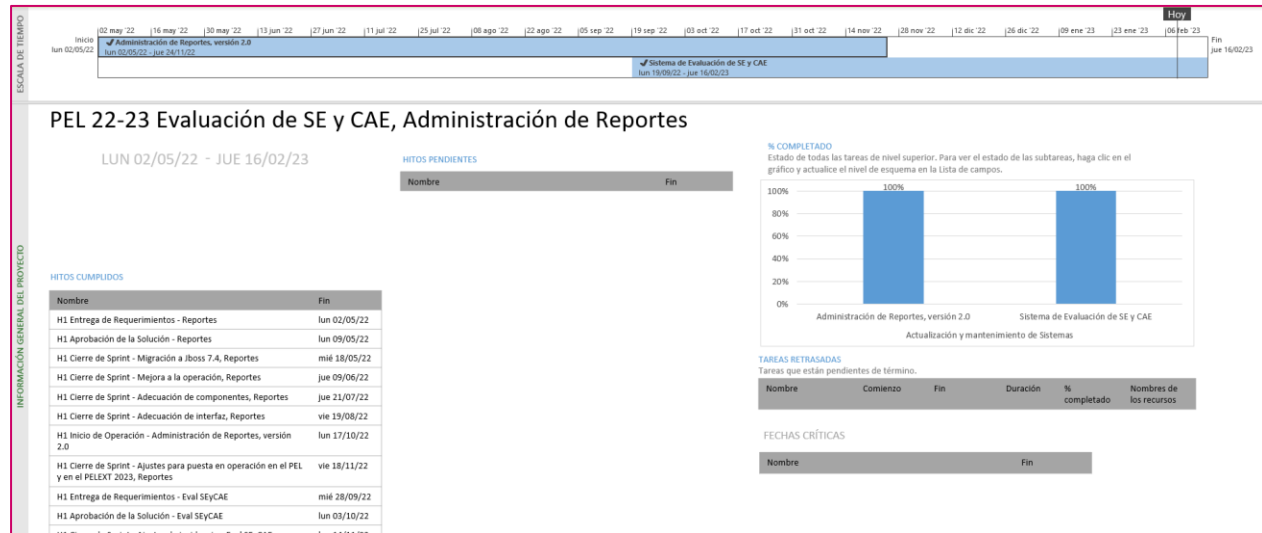 Hoy
ESCALA DE TIEMPO
02 may '22 16 may '22 30 may '22 13 jun '22 27 jun '22 11 jul '22 25 jul '22 08 ago '22 22 ago '22 05 sep '22 19 sep '22 03 oct '22 17 oct '22 31 oct '22 14 nov '22 28 nov '22 12 dic '22 26 dic '22 09 ene '23 23 ene '23 06 feb '23
Inicio
lun 02/05/22
Administración de Reportes, versión 2.0
lun 02/05/22 - jue 24/11/22
Fin
jue 16/02/23
Sistema de Evaluación de SE y CAE
lun 19/09/22 - jue 16/02/23
INFORMACIÓN GENERAL DEL PROYECTO
PEL 22-23 Evaluación de SE y CAE, Administración de Reportes
LUN 02/05/22 - JUE 16/02/23
HITOS CUMPLIDOS
Nombre Fin
H1 Entrega de Requerimientos - Reportes lun 02/05/22
H1 Aprobación de la Solución - Reportes lun 09/05/22
H1 Cierre de Sprint - Migración a Jboss 7.4, Reportes mié 18/05/22
H1 Cierre de Sprint - Mejora a la operación, Reportes jue 09/06/22
H1 Cierre de Sprint - Adecuación de componentes, Reportes jue 21/07/22
H1 Cierre de Sprint - Adecuación de interfaz, Reportes vie 19/08/22
H1 Inicio de Operación - Administración de Reportes, versión lun 17/10/22
2.0
H1 Cierre de Sprint - Ajustes para puesta en operación en el PEL vie 18/11/22
y en el PELEXT 2023, Reportes
H1 Entrega de Requerimientos - Eval SEyCAE mié 28/09/22
H1 Aprobación de la Solución - Eval SEyCAE lun 03/10/22
HITOS PENDIENTES
Nombre Fin
% COMPLETADO
Estado de todas las tareas de nivel superior. Para ver el estado de las subtareas, haga clic en el
gráfico y actualice el nivel de esquema en la Lista de campos.
100% 100% 100%
80%
60%
40%
20%
0%
Administración de Reportes, versión 2.0 Sistema de Evaluación de SE y CAE
Actualización y mantenimiento de Sistemas
TAREAS RETRASADAS
Tareas que están pendientes de término.
Nombre Comienzo Fin Duración % Nombres de
completado los recursos
FECHAS CRÍTICAS
Nombre Fin